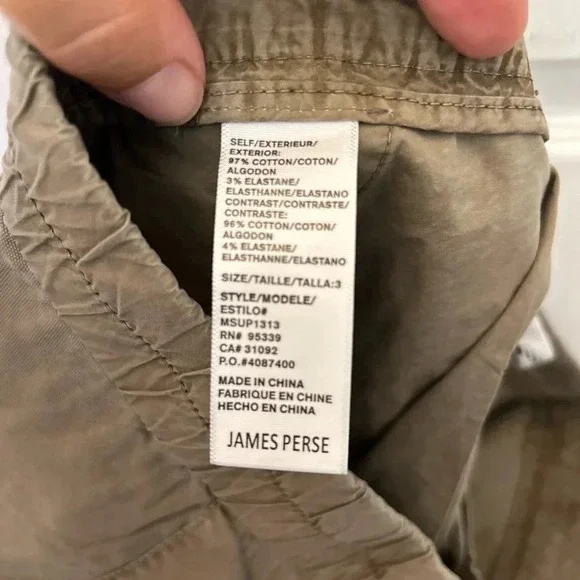 SELF/EXTERIEUR/
EXTERIOR:
97% COTTON/COTON/
ALGODON
3% ELASTANE/
ELASTHANNE/ELASTANO
CONTRAST/CONTRASTE/
CONTRASTE:
96% COTTON/COTON/
ALGODON
4% ELASTANE/
ELASTHANNE/ELASTANO
SIZE/TAILLE/TALLA:3
STYLE/MODELE/
ESTILO#
MSUP1313
RN# 95339
CA# 31092
P.O.#4087400
MADE IN CHINA
FABRIQUE EN CHINE
HECHO EN CHINA
JAMES PERSE